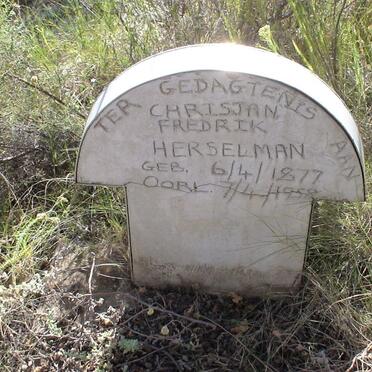 TER GEDAGTENIS AAN
CHRISJAN
FREDRIK
HERSELMAN
GEB. 6/4/1877
OORL. 7/4/1958